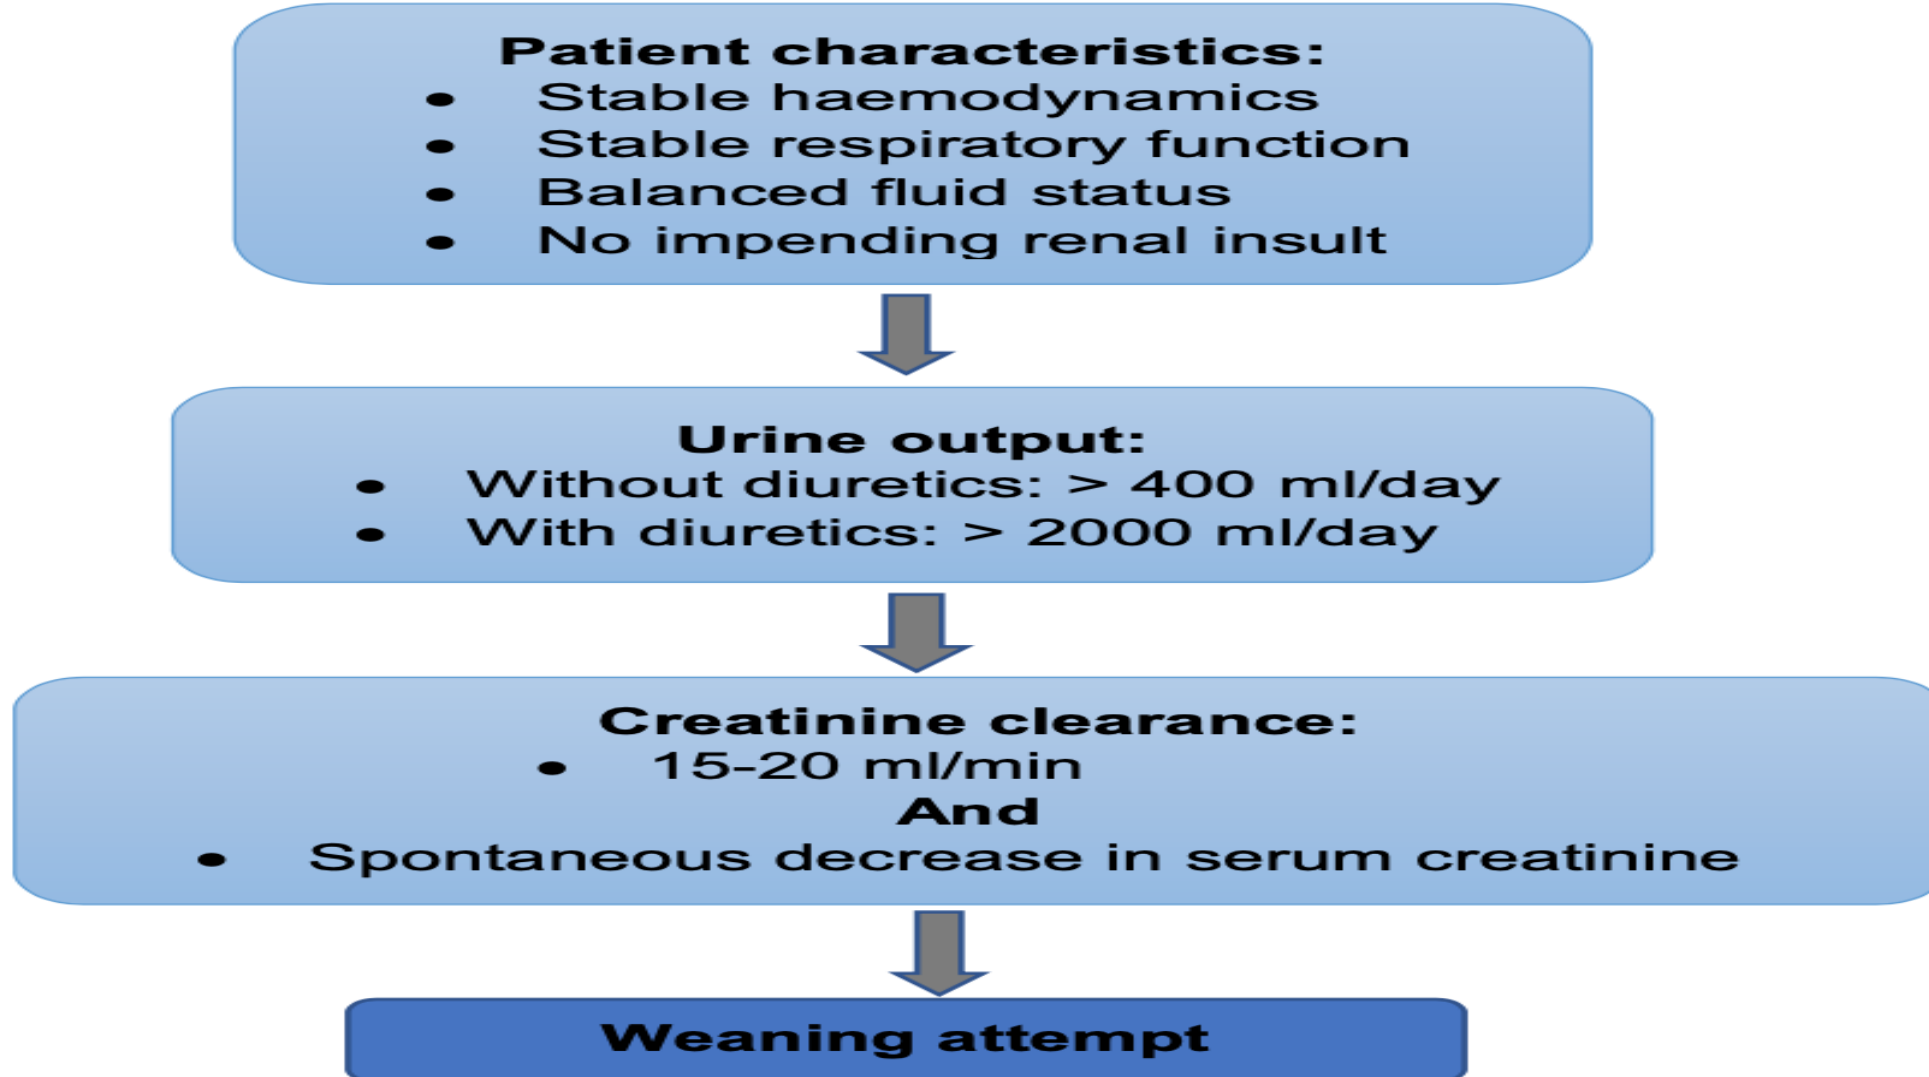 Patient characteristics:
• Stable haemodynamics
• Stable respiratory function
• Balanced fluid status
• No impending renal insult
Urine output:
• Without diuretics: > 400 ml/day
• With diuretics: > 2000 ml/day
Creatinine clearance:
• 15-20 ml/min
And
• Spontaneous decrease in serum creatinine
Weaning attempt